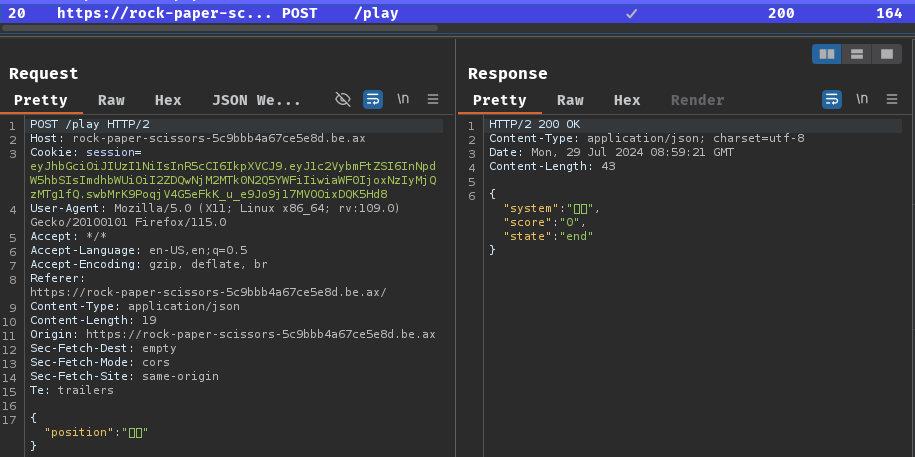 20 https://rock-paper-sc... POST /play ✓ 200 164
Request
Pretty Raw Hex JSON We... \n
1 POST /play HTTP/2
2 Host: rock-paper-scissors-5c9bbb4a67ce5e8d.be.ax
3 Cookie: session=
eyJhbGciOiJIUzI1NiIsInR5cCI6IkpXVCJ9.eyJ1c2VybmFtZSI6InNpd
W5hbSIsImdhbWUiOiI2ZDQwNjM2MTk0N2Q5YWFiIiwiaWF0IjoxNzIyMjQ
zMTg1fQ.swbMrK9PoqjV4G5eFkK_u_e9Jo9j17MV0OixDQK5Hd8
4 User-Agent: Mozilla/5.0 (X11; Linux x86_64; rv:109.0)
Gecko/20100101 Firefox/115.0
5 Accept: */*
6 Accept-Language: en-US,en;q=0.5
7 Accept-Encoding: gzip, deflate, br
8 Referer:
https://rock-paper-scissors-5c9bbb4a67ce5e8d.be.ax/
9 Content-Type: application/json
10 Content-Length: 19
11 Origin: https://rock-paper-scissors-5c9bbb4a67ce5e8d.be.ax
12 Sec-Fetch-Dest: empty
13 Sec-Fetch-Mode: cors
14 Sec-Fetch-Site: same-origin
15 Te: trailers
16
17 {
"position":"▯▯"
}
Response
Pretty Raw Hex Render \n
1 HTTP/2 200 OK
2 Content-Type: application/json; charset=utf-8
3 Date: Mon, 29 Jul 2024 08:59:21 GMT
4 Content-Length: 43
5
6 {
"system":"▯▯",
"score":"0",
"state":"end"
}